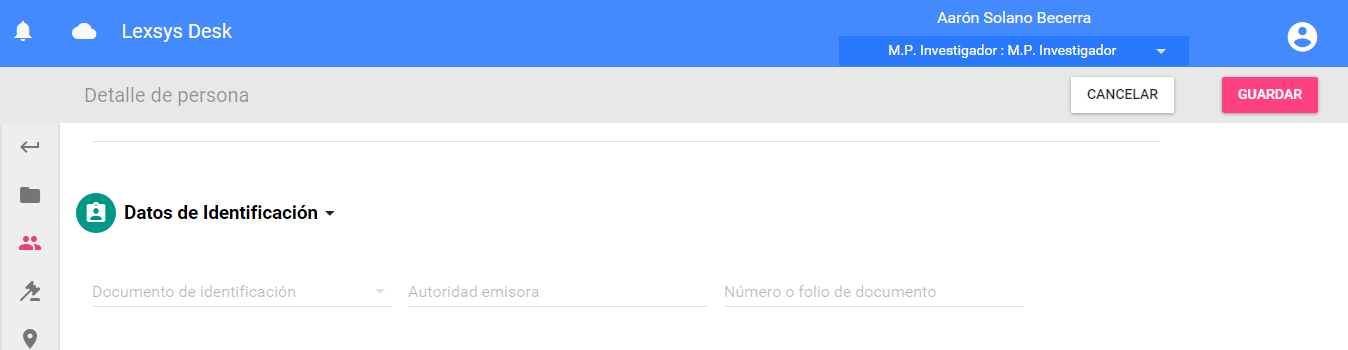 Lexsys Desk
Aarón Solano Becerra
M.P. Investigador : M.P. Investigador
Detalle de persona
CANCELAR
GUARDAR
Datos de Identificación
Documento de identificación
Autoridad emisora
Número o folio de documento